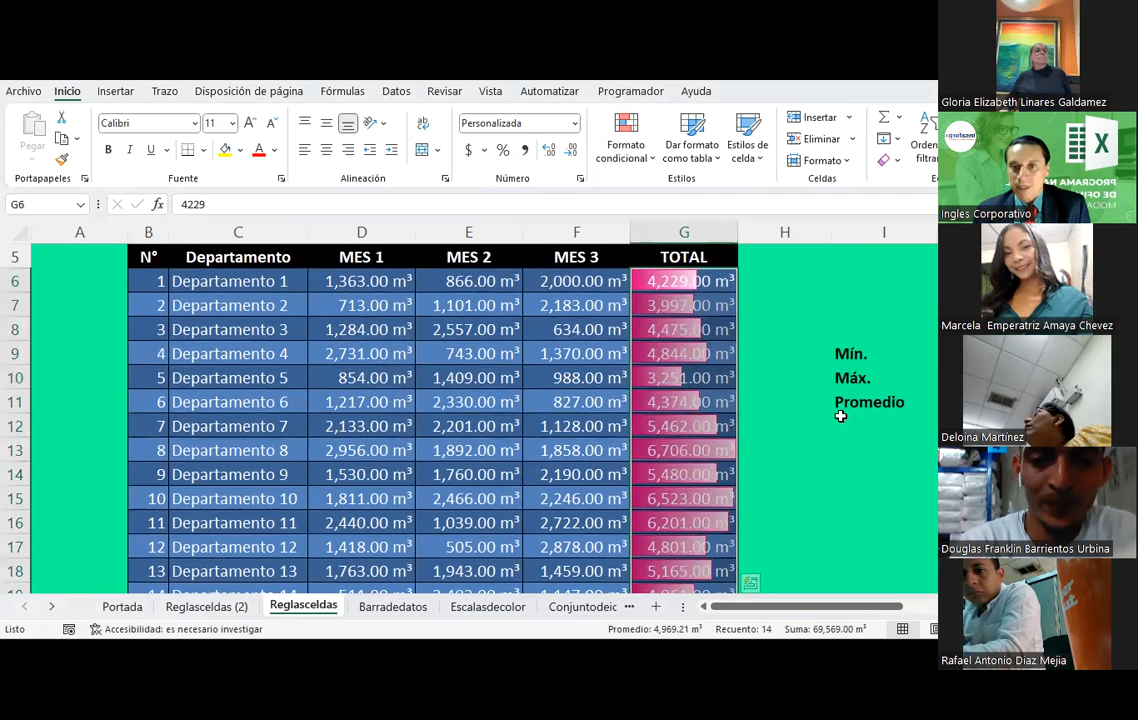 Archivo Inicio Insertar Trazo Disposición de página Fórmulas Datos Revisar Vista Automatizar Programador Ayuda
Pegar
Calibri 11
N K S
Personalizada
$ %
Formato condicional
Dar formato como tabla
Estilos de celda
Insertar
Eliminar
Formato
Portapapeles Fuente Alineación Número Estilos Celdas
G6 fx 4229
A B C D E F G H I
5 N° Departamento MES 1 MES 2 MES 3 TOTAL
6 1 Departamento 1 1,363.00 m³ 866.00 m³ 2,000.00 m³ 4,229.00 m³
7 2 Departamento 2 713.00 m³ 1,101.00 m³ 2,183.00 m³ 3,997.00 m³
8 3 Departamento 3 1,284.00 m³ 2,557.00 m³ 634.00 m³ 4,475.00 m³
9 4 Departamento 4 2,731.00 m³ 743.00 m³ 1,370.00 m³ 4,844.00 m³ Mín.
10 5 Departamento 5 854.00 m³ 1,409.00 m³ 988.00 m³ 3,251.00 m³ Máx.
11 6 Departamento 6 1,217.00 m³ 2,330.00 m³ 827.00 m³ 4,374.00 m³ Promedio
12 7 Departamento 7 2,133.00 m³ 2,201.00 m³ 1,128.00 m³ 5,462.00 m³
13 8 Departamento 8 2,956.00 m³ 1,892.00 m³ 1,858.00 m³ 6,706.00 m³
14 9 Departamento 9 1,530.00 m³ 1,760.00 m³ 2,190.00 m³ 5,480.00 m³
15 10 Departamento 10 1,811.00 m³ 2,466.00 m³ 2,246.00 m³ 6,523.00 m³
16 11 Departamento 11 2,440.00 m³ 1,039.00 m³ 2,722.00 m³ 6,201.00 m³
17 12 Departamento 12 1,418.00 m³ 505.00 m³ 2,878.00 m³ 4,801.00 m³
18 13 Departamento 13 1,763.00 m³ 1,943.00 m³ 1,459.00 m³ 5,165.00 m³
Portada Reglasceldas (2) Reglasceldas Barradedatos Escalasdecolor Conjuntodeic
Listo Accesibilidad: es necesario investigar Promedio: 4,969.21 m³ Recuento: 14 Suma: 69,569.00 m³
Gloria Elizabeth Linares Galdamez
Ingles Corporativo
Marcela Emperatriz Amaya Chevez
Deloina Martínez
Douglas Franklin Barrientos Urbina
Rafael Antonio Diaz Mejia